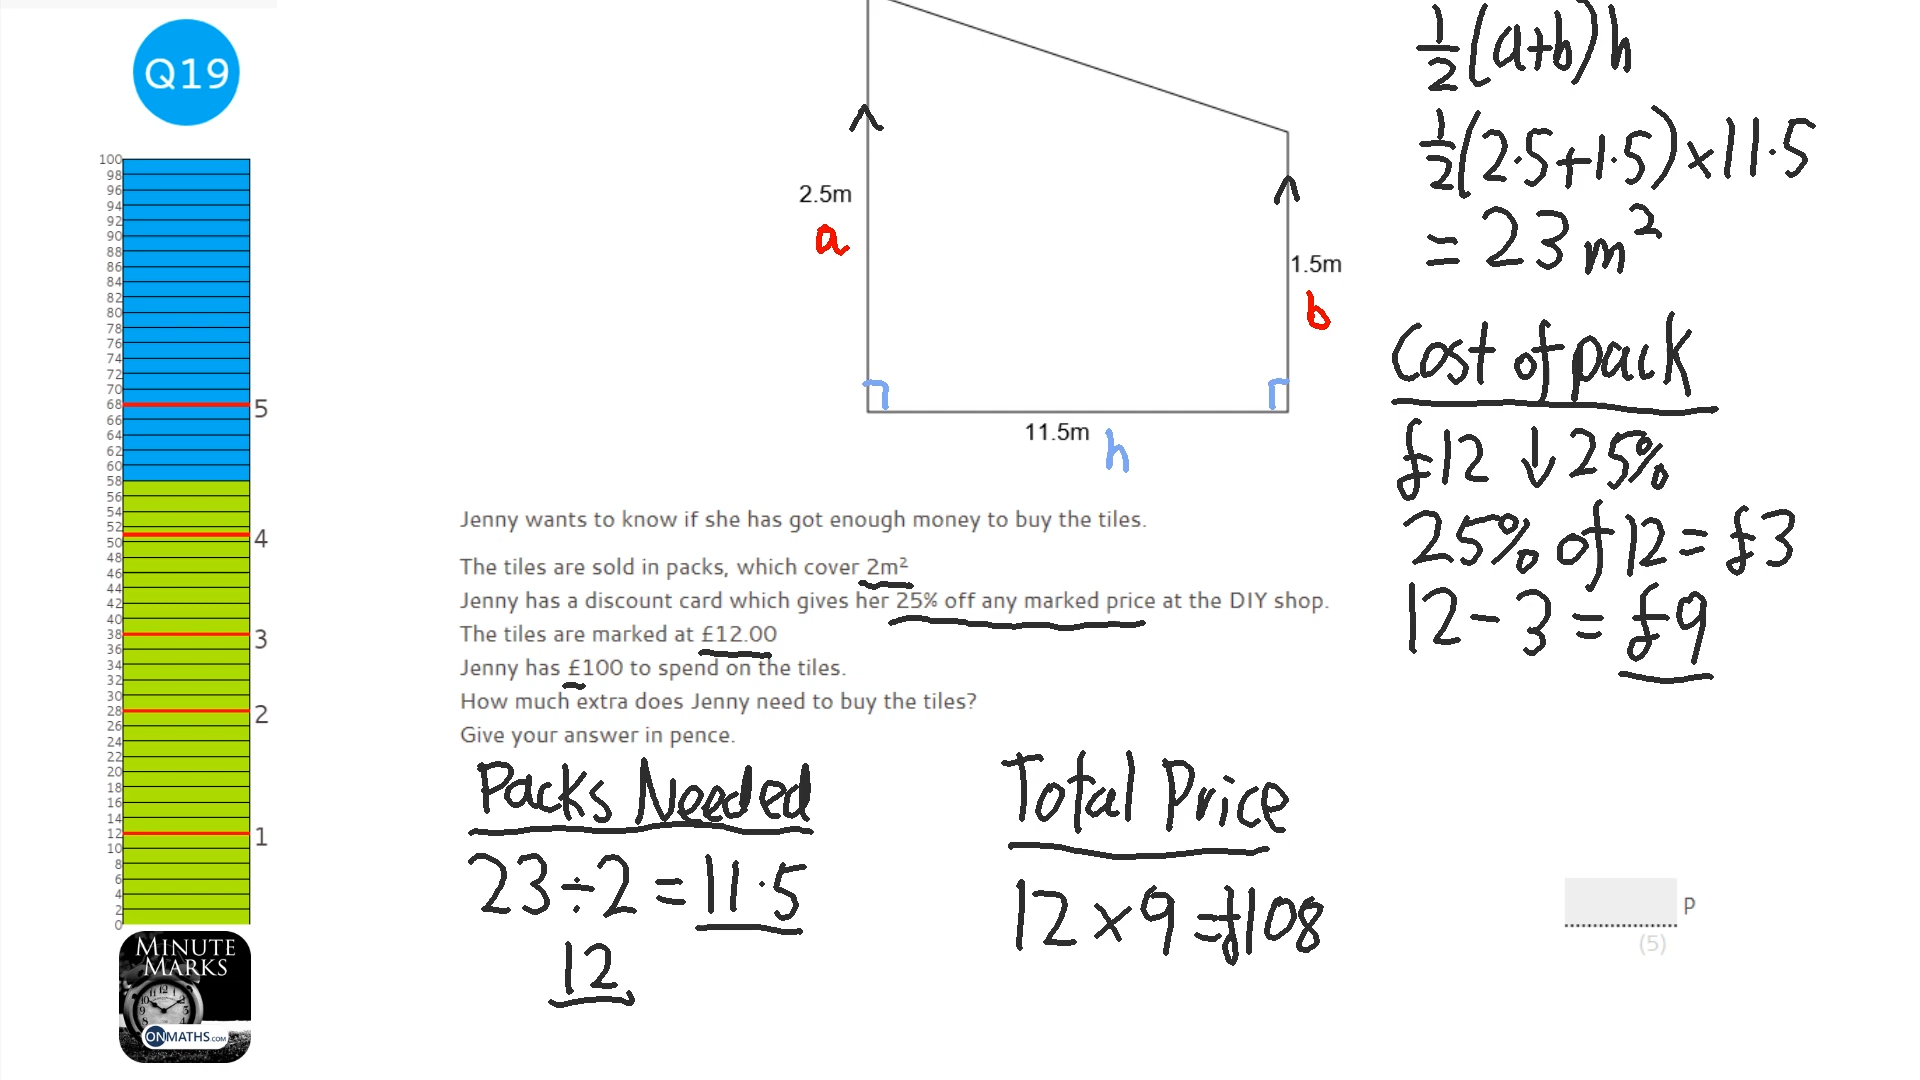 Q19
100
98
96
94
92
90
88
86
84
82
80
78
76
74
72
70
68
66
64
62
60
58
56
54
52
50
48
46
44
42
40
38
36
34
32
30
28
26
24
22
20
18
16
14
12
10
8
6
4
2
0
5
4
3
2
1
MINUTE
MARKS
ONMATHS.COM
2.5m
a
1.5m
b
11.5m
h
Jenny wants to know if she has got enough money to buy the tiles.
The tiles are sold in packs, which cover 2m²
Jenny has a discount card which gives her 25% off any marked price at the DIY shop.
The tiles are marked at £12.00
Jenny has £100 to spend on the tiles.
How much extra does Jenny need to buy the tiles?
Give your answer in pence.
Packs Needed
23÷2 = 11.5
12
Total Price
12 × 9 = £108
½(a+b)h
½(2.5+1.5)×11.5
= 23 m²
Cost of pack
£12 ↓ 25%
25% of 12 = £3
12 - 3 = £9
p
(5)